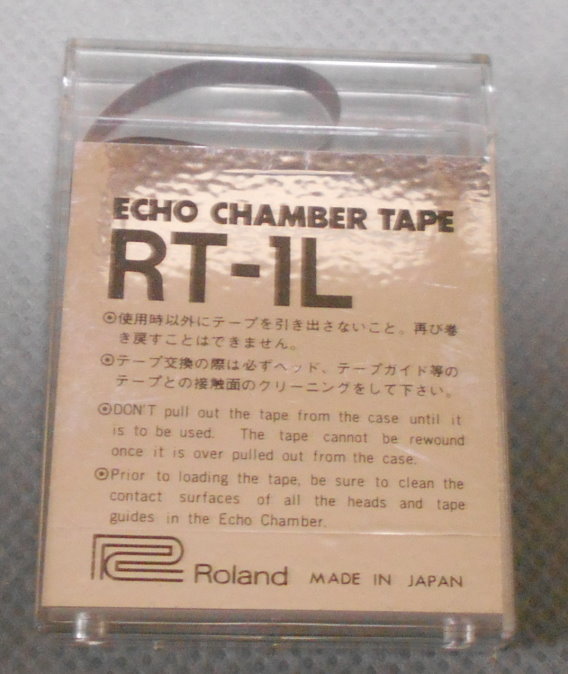 ECHO CHAMBER TAPE
RT-1L
◉使用時以外にテープを引き出さないこと。再び巻
き戻すことはできません。
◉テープ交換の際は必ずヘッド、テープガイド等の
テープとの接触面のクリーニングをして下さい。
◉DON'T pull out the tape from the case until it
is to be used. The tape cannot be rewound
once it is over pulled out from the case.
◉Prior to loading the tape, be sure to clean the
contact surfaces of all the heads and tape
guides in the Echo Chamber.
Roland MADE IN JAPAN